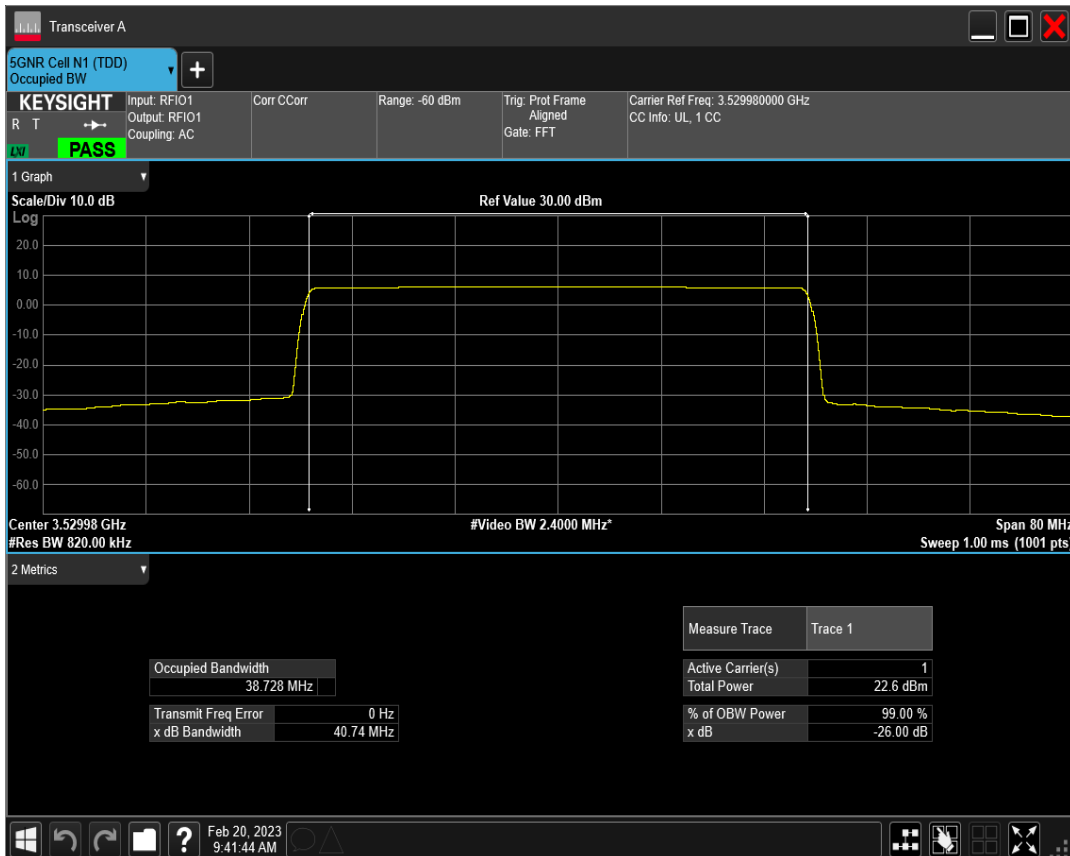 Transceiver A
5GNR Cell N1 (TDD)
Occupied BW
KEYSIGHT
R T
LXI
PASS
Input: RFIO1
Output: RFIO1
Coupling: AC
Corr CCorr
Range: -60 dBm
Trig: Prot Frame
Aligned
Gate: FFT
Carrier Ref Freq: 3.529980000 GHz
CC Info: UL, 1 CC
1 Graph
Scale/Div 10.0 dB
Ref Value 30.00 dBm
Log
20.0
10.0
0.00
-10.0
-20.0
-30.0
-40.0
-50.0
-60.0
Center 3.52998 GHz
#Video BW 2.4000 MHz*
Span 80 MHz
#Res BW 820.00 kHz
Sweep 1.00 ms (1001 pts)
2 Metrics
Measure Trace Trace 1
Occupied Bandwidth
38.728 MHz
Active Carrier(s) 1
Total Power 22.6 dBm
Transmit Freq Error 0 Hz
x dB Bandwidth 40.74 MHz
% of OBW Power 99.00 %
x dB -26.00 dB
Feb 20, 2023
9:41:44 AM